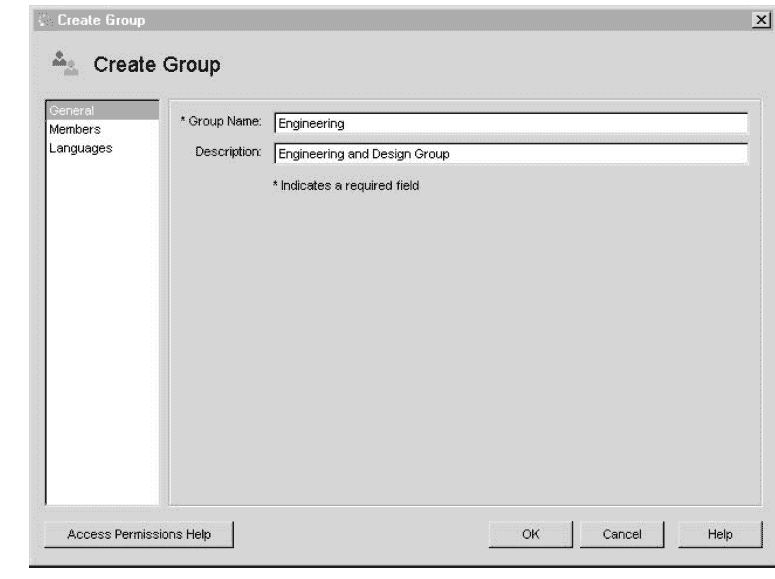 Create Group
Create Group
General
Members
Languages
* Group Name: Engineering
Description: Engineering and Design Group
* Indicates a required field
Access Permissions Help OK Cancel Help